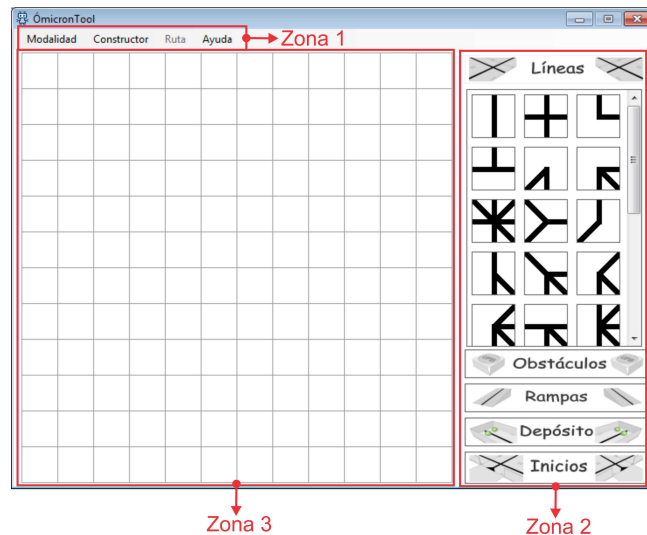 ÓmicronTool
Modalidad Constructor Ruta Ayuda
Zona 1
Líneas
Obstáculos
Rampas
Depósito
Inicios
Zona 3
Zona 2